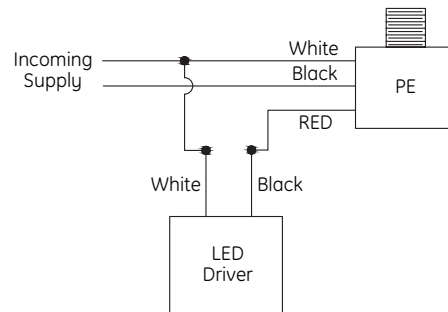 White
Incoming
Supply
Black
PE
RED
White
Black
LED
Driver